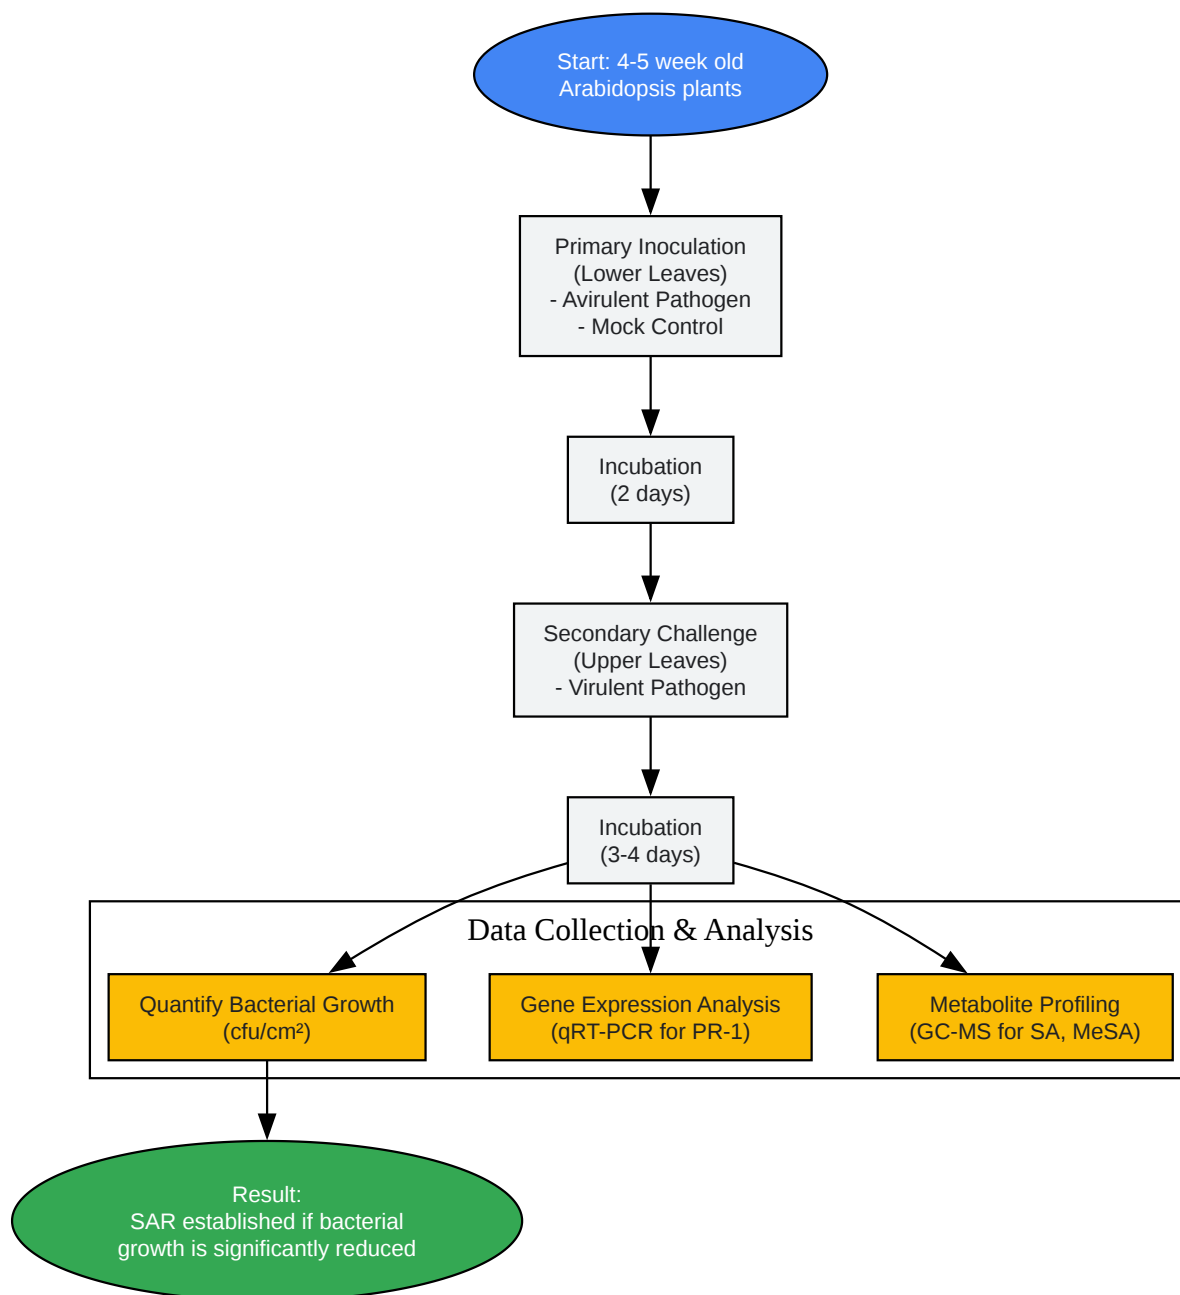 Start: 4-5 week old
Arabidopsis plants
Primary Inoculation
(Lower Leaves)
- Avirulent Pathogen
- Mock Control
Incubation
(2 days)
Secondary Challenge
(Upper Leaves)
- Virulent Pathogen
Incubation
(3-4 days)
Data Collection & Analysis
Quantify Bacterial Growth
(cfu/cm²)
Gene Expression Analysis
(qRT-PCR for PR-1)
Metabolite Profiling
(GC-MS for SA, MeSA)
Result:
SAR established if bacterial
growth is significantly reduced